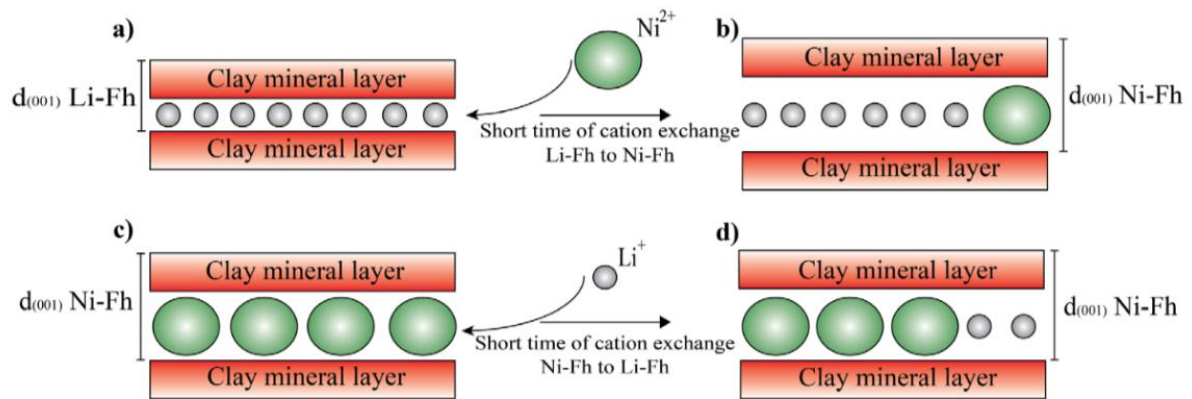 a)
Ni²⁺
b)
Clay mineral layer
Clay mineral layer
d(001) Li-Fh
d(001) Ni-Fh
Short time of cation exchange
Li-Fh to Ni-Fh
Clay mineral layer
Clay mineral layer
c)
Li⁺
d)
Clay mineral layer
Clay mineral layer
d(001) Ni-Fh
d(001) Ni-Fh
Short time of cation exchange
Ni-Fh to Li-Fh
Clay mineral layer
Clay mineral layer